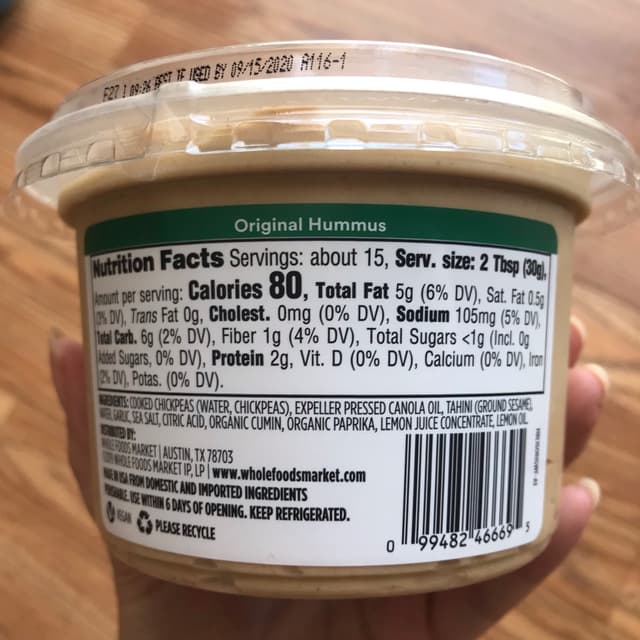 09:26 BEST IF USED BY 09/15/2020 A116-1
Original Hummus
Nutrition Facts Servings: about 15, Serv. size: 2 Tbsp (30g),
Amount per serving: Calories 80, Total Fat 5g (6% DV), Sat. Fat 0.5g
(3% DV), Trans Fat 0g, Cholest. 0mg (0% DV), Sodium 105mg (5% DV),
Total Carb. 6g (2% DV), Fiber 1g (4% DV), Total Sugars <1g (Incl. 0g
Added Sugars, 0% DV), Protein 2g, Vit. D (0% DV), Calcium (0% DV), Iron
(2% DV), Potas. (0% DV).
INGREDIENTS: COOKED CHICKPEAS (WATER, CHICKPEAS), EXPELLER PRESSED CANOLA OIL, TAHINI (GROUND SESAME),
WATER, GARLIC, SEA SALT, CITRIC ACID, ORGANIC CUMIN, ORGANIC PAPRIKA, LEMON JUICE CONCENTRATE, LEMON OIL.
DISTRIBUTED BY:
WHOLE FOODS MARKET | AUSTIN, TX 78703
WHOLE FOODS MARKET IP, LP | www.wholefoodsmarket.com
MADE IN USA FROM DOMESTIC AND IMPORTED INGREDIENTS
PERISHABLE. USE WITHIN 6 DAYS OF OPENING. KEEP REFRIGERATED.
VEGAN PLEASE RECYCLE
0 99482 46669 5